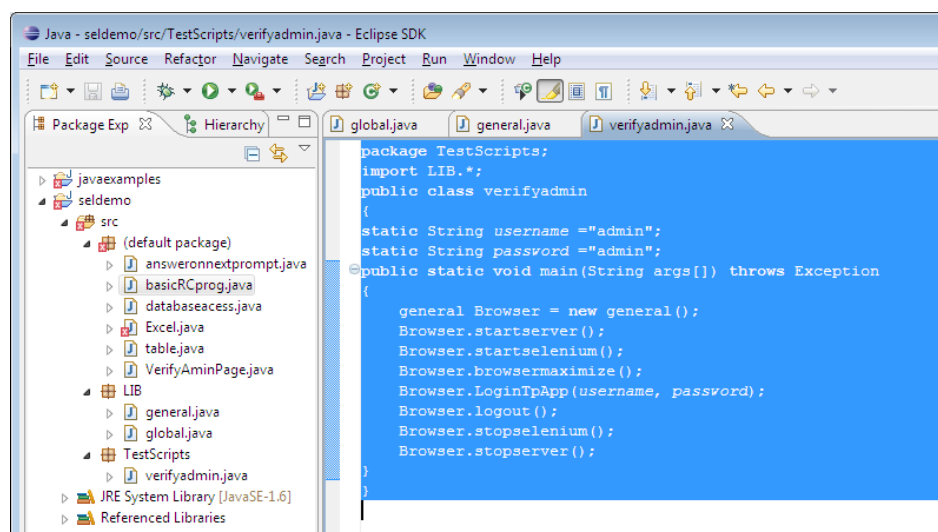 Java - seldemo/src/TestScripts/verifyadmin.java - Eclipse SDK
File Edit Source Refactor Navigate Search Project Run Window Help
Package Exp Hierarchy
javaexamples
seldemo
src
(default package)
answeronnextprompt.java
basicRCprog.java
databaseacess.java
Excel.java
table.java
VerifyAminPage.java
LIB
general.java
global.java
TestScripts
verifyadmin.java
JRE System Library [JavaSE-1.6]
Referenced Libraries
global.java general.java verifyadmin.java
package TestScripts;
import LIB.*;
public class verifyadmin
{
static String username ="admin";
static String password ="admin";
public static void main(String args[]) throws Exception
{
general Browser = new general();
Browser.startserver();
Browser.startselenium();
Browser.browsermaximize();
Browser.LoginTpApp(username, password);
Browser.logout();
Browser.stopselenium();
Browser.stopserver();
}
}